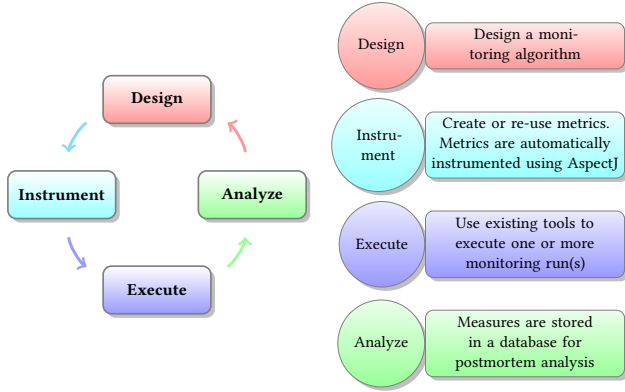 Design
Instrument
Analyze
Execute
Design
Design a moni-
toring algorithm
Instru-
ment
Create or re-use metrics.
Metrics are automatically
instrumented using AspectJ
Execute
Use existing tools to
execute one or more
monitoring run(s)
Analyze
Measures are stored
in a database for
postmortem analysis